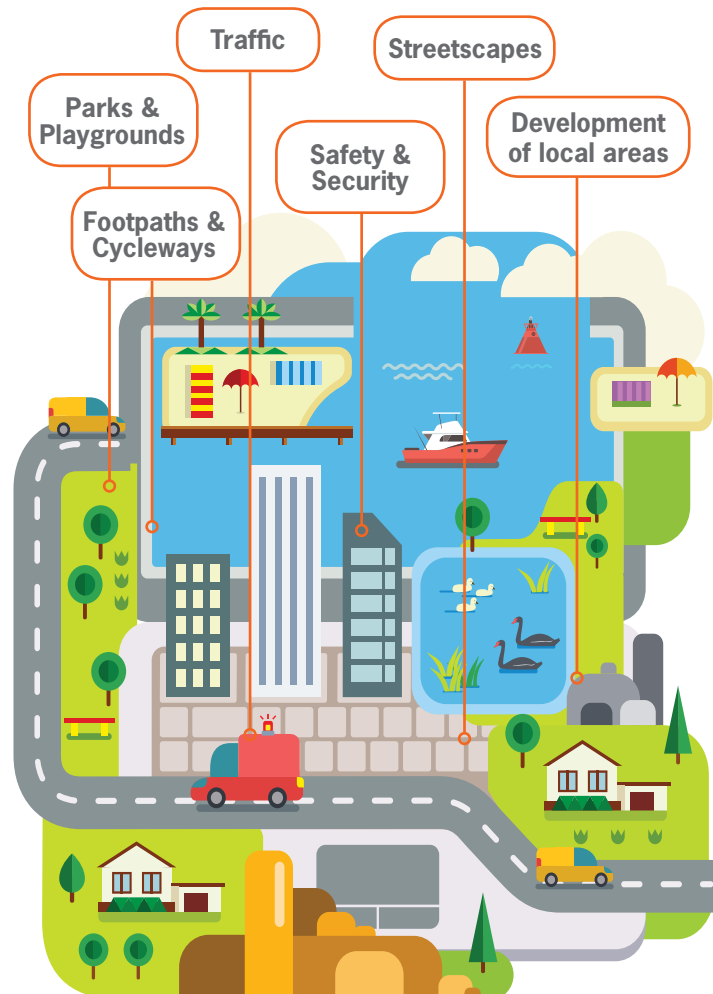 Traffic
Streetscapes
Parks &
Playgrounds
Development
of local areas
Safety &
Security
Footpaths &
Cycleways